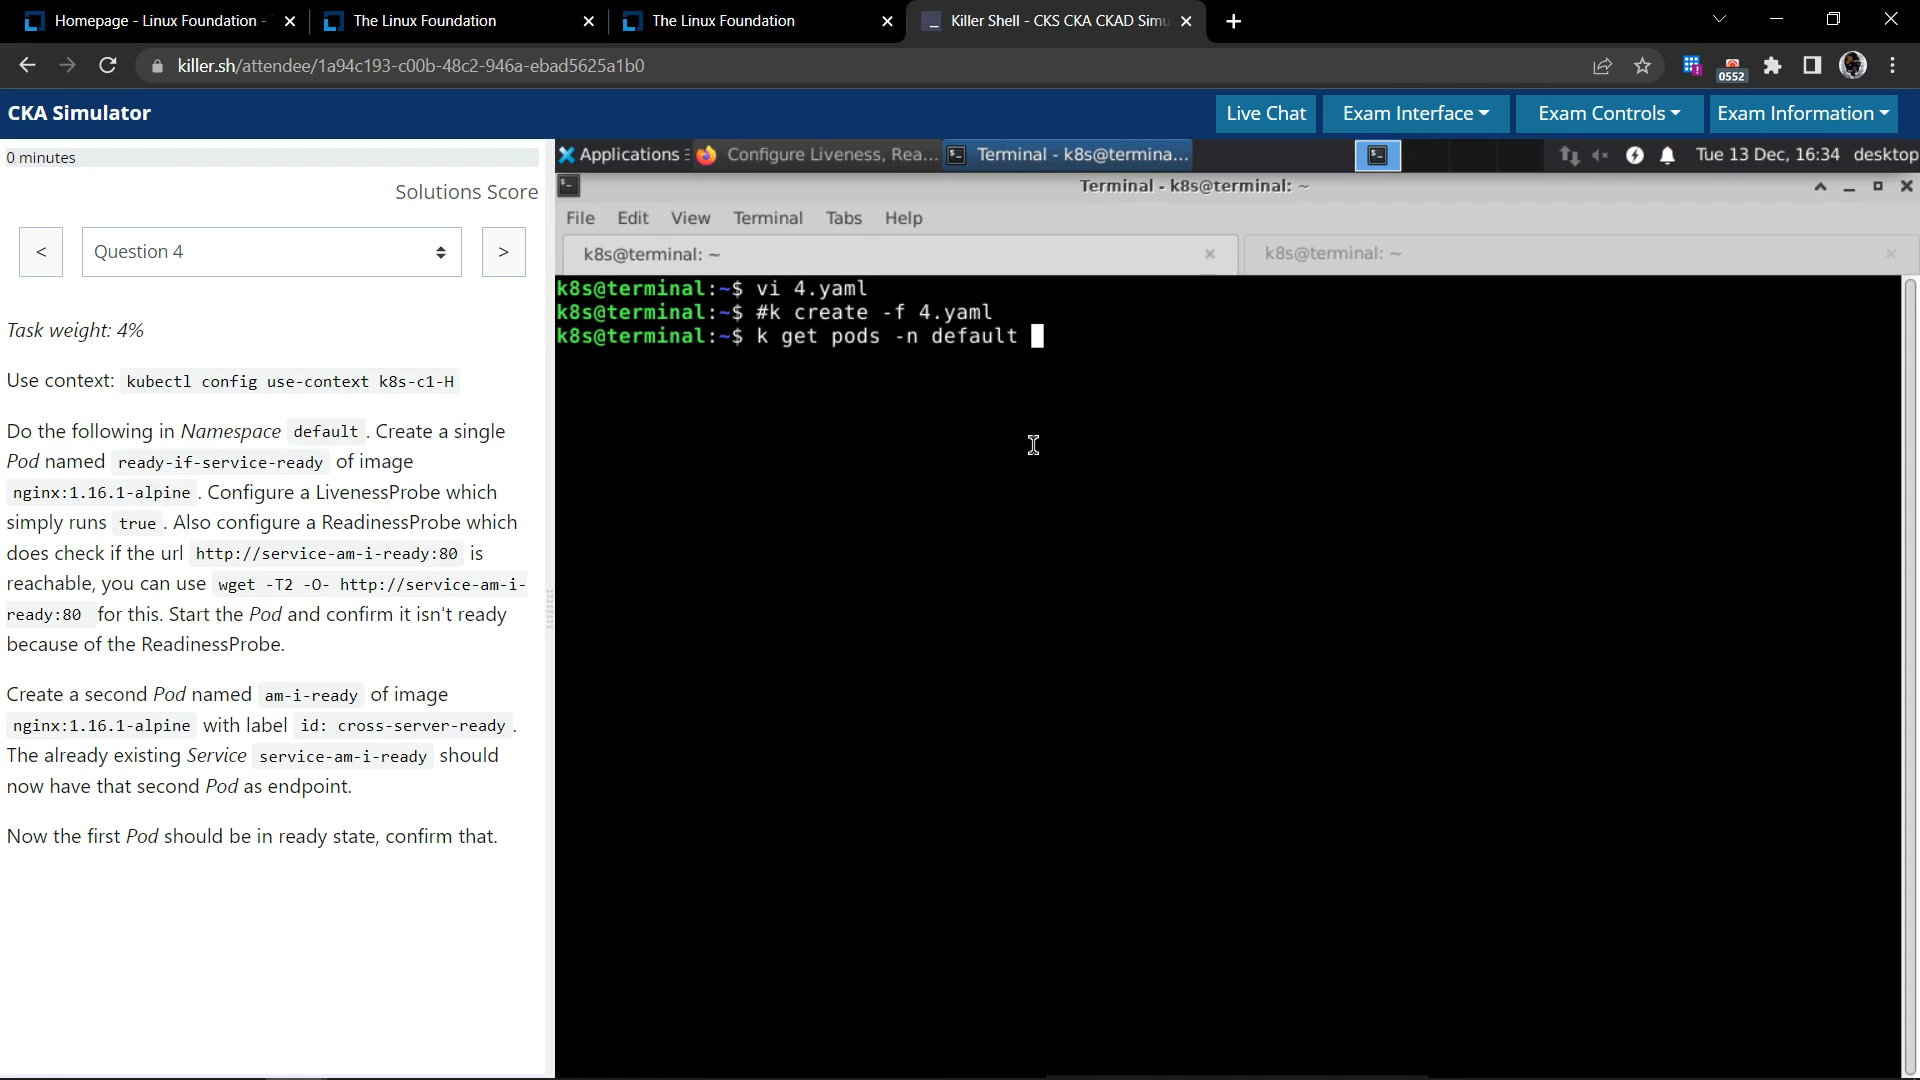 Homepage - Linux Foundation -
The Linux Foundation
The Linux Foundation
Killer Shell - CKS CKA CKAD Simu
killer.sh/attendee/1a94c193-c00b-48c2-946a-ebad5625a1b0
0552
CKA Simulator
Live Chat
Exam Interface
Exam Controls
Exam Information
0 minutes
Solutions Score
<
Question 4
>
Task weight: 4%
Use context: kubectl config use-context k8s-c1-H
Do the following in Namespace default . Create a single
Pod named ready-if-service-ready of image
nginx:1.16.1-alpine . Configure a LivenessProbe which
simply runs true . Also configure a ReadinessProbe which
does check if the url http://service-am-i-ready:80 is
reachable, you can use wget -T2 -O- http://service-am-i-
ready:80 for this. Start the Pod and confirm it isn't ready
because of the ReadinessProbe.
Create a second Pod named am-i-ready of image
nginx:1.16.1-alpine with label id: cross-server-ready .
The already existing Service service-am-i-ready should
now have that second Pod as endpoint.
Now the first Pod should be in ready state, confirm that.
Applications
Configure Liveness, Rea...
Terminal - k8s@termina...
Tue 13 Dec, 16:34
desktop
Terminal - k8s@terminal: ~
File
Edit
View
Terminal
Tabs
Help
k8s@terminal: ~
k8s@terminal: ~
k8s@terminal:~$ vi 4.yaml
k8s@terminal:~$ #k create -f 4.yaml
k8s@terminal:~$ k get pods -n default